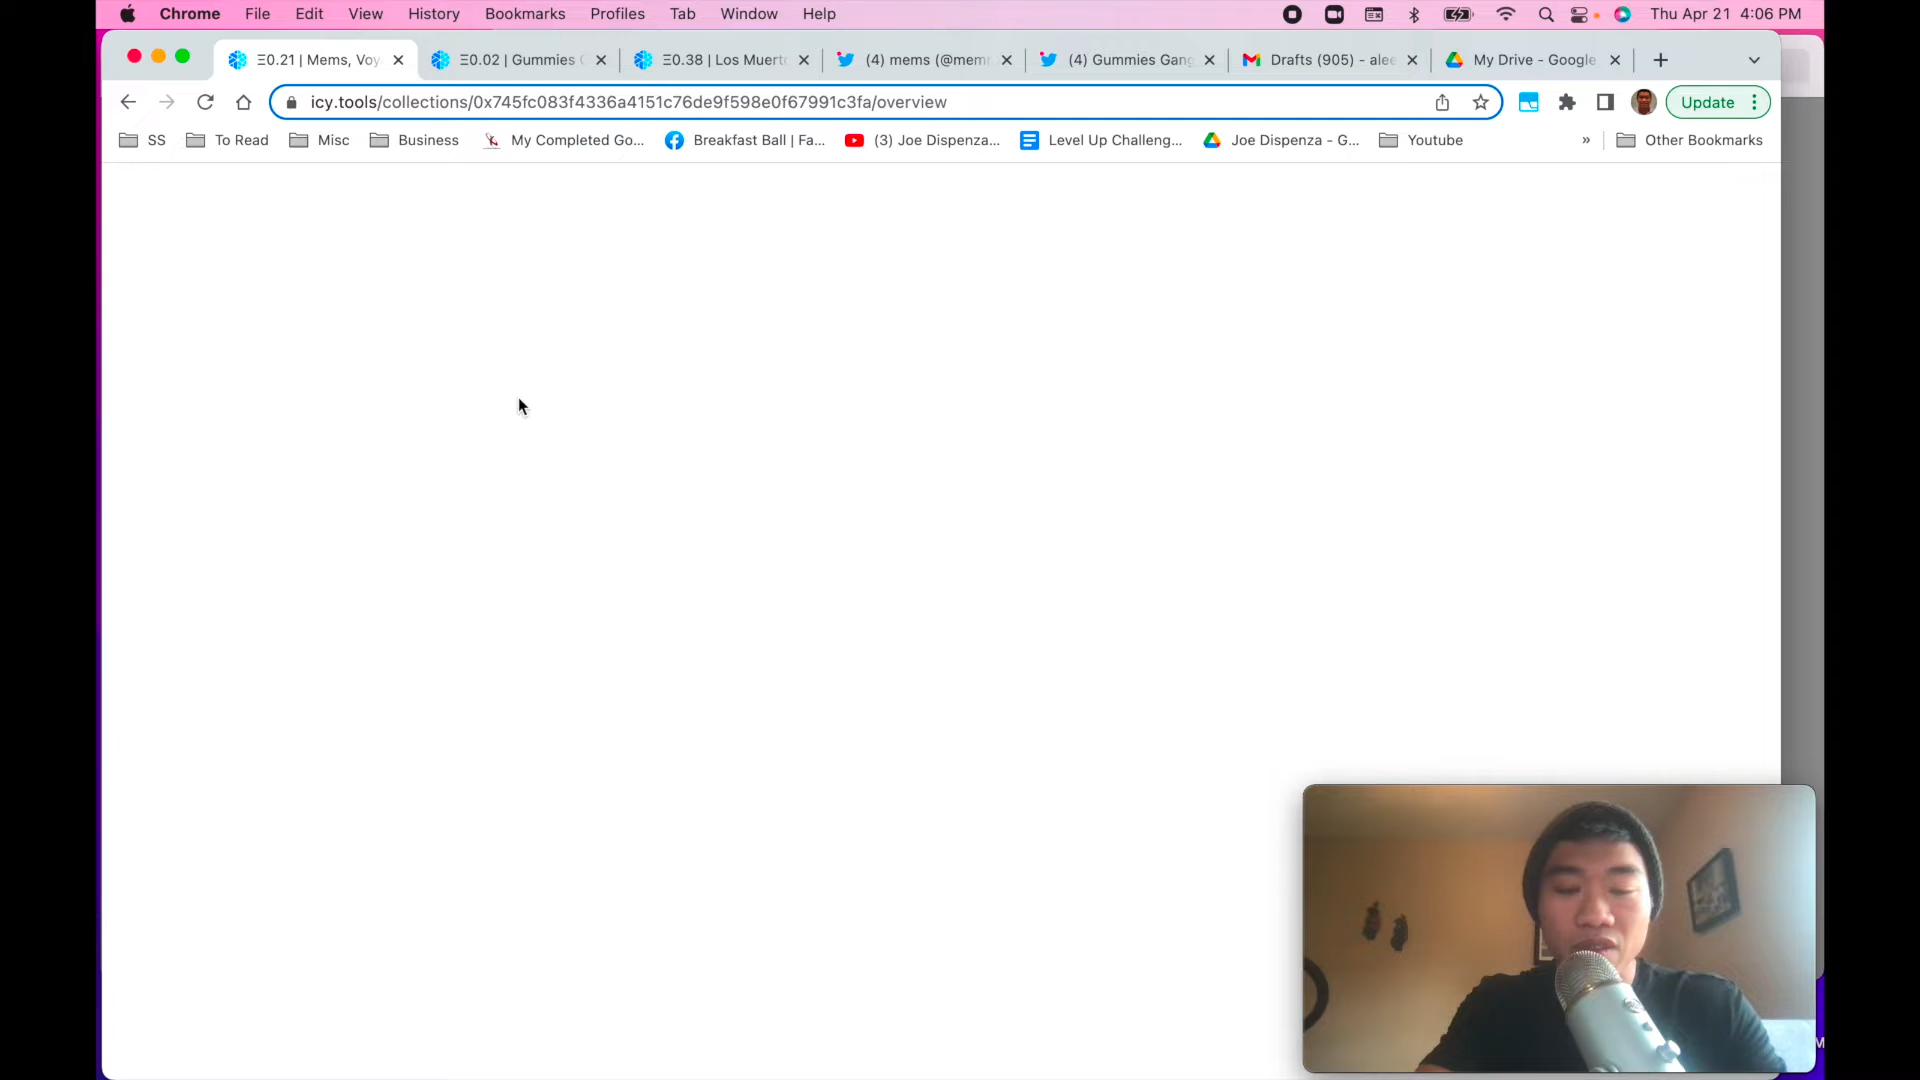 Chrome File Edit View History Bookmarks Profiles Tab Window Help Thu Apr 21 4:06 PM
Ξ0.21 | Mems, Voy Ξ0.02 | Gummies Ξ0.38 | Los Muert (4) mems (@mem (4) Gummies Gang Drafts (905) - alee My Drive - Google
icy.tools/collections/0x745fc083f4336a4151c76de9f598e0f67991c3fa/overview Update
SS To Read Misc Business My Completed Go... Breakfast Ball | Fa... (3) Joe Dispenza... Level Up Challeng... Joe Dispenza - G... Youtube » Other Bookmarks